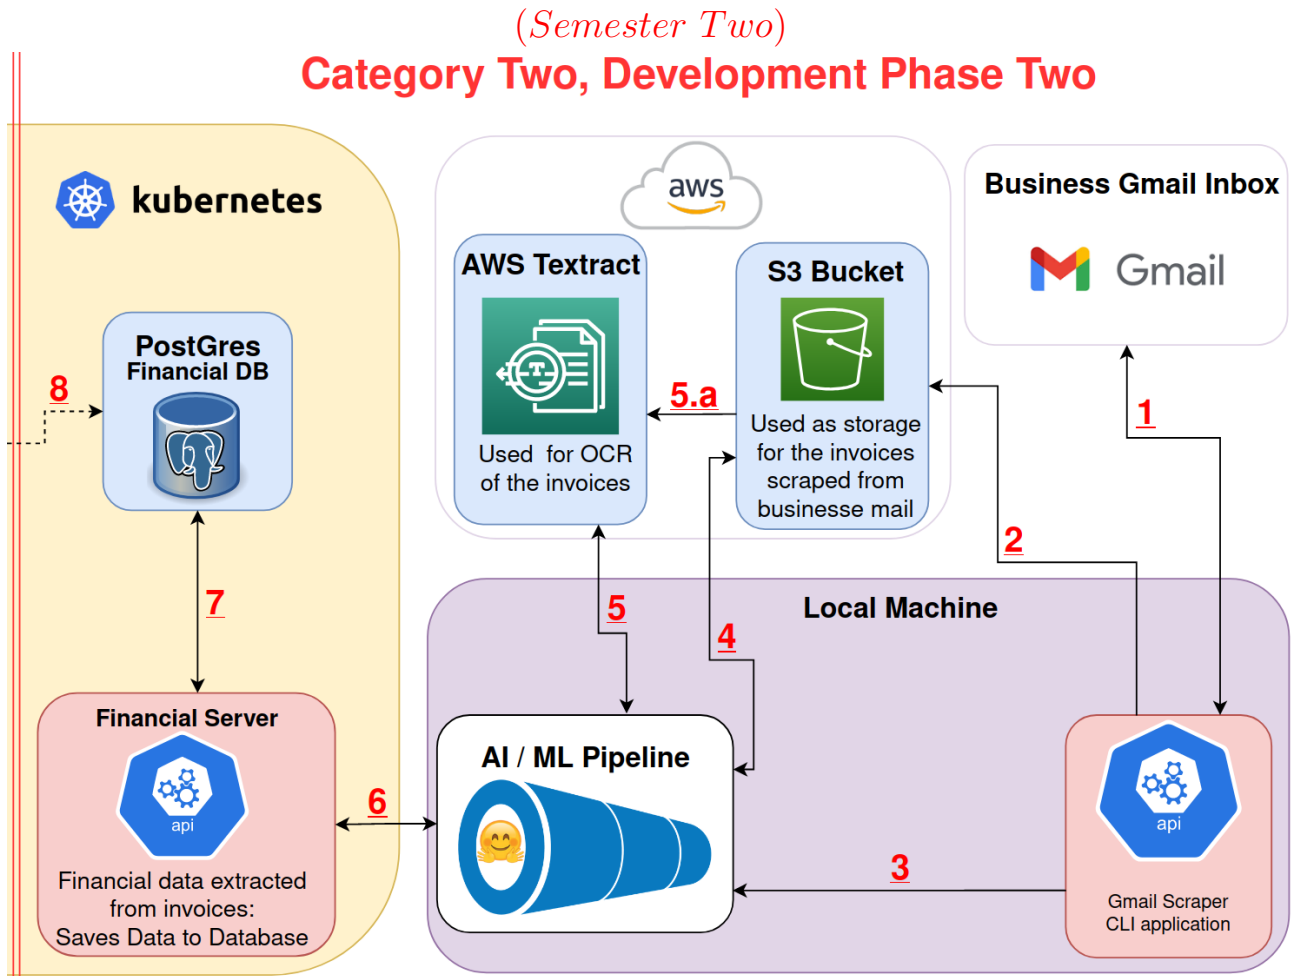 (Semester Two)
Category Two, Development Phase Two
kubernetes
aws
Business Gmail Inbox
Gmail
AWS Textract
S3 Bucket
PostGres
Financial DB
8
5.a
1
Used for OCR
of the invoices
Used as storage
for the invoices
scraped from
businesse mail
2
7
5
4
Local Machine
Financial Server
api
Financial data extracted
from invoices:
Saves Data to Database
6
AI / ML Pipeline
3
api
Gmail Scraper
CLI application